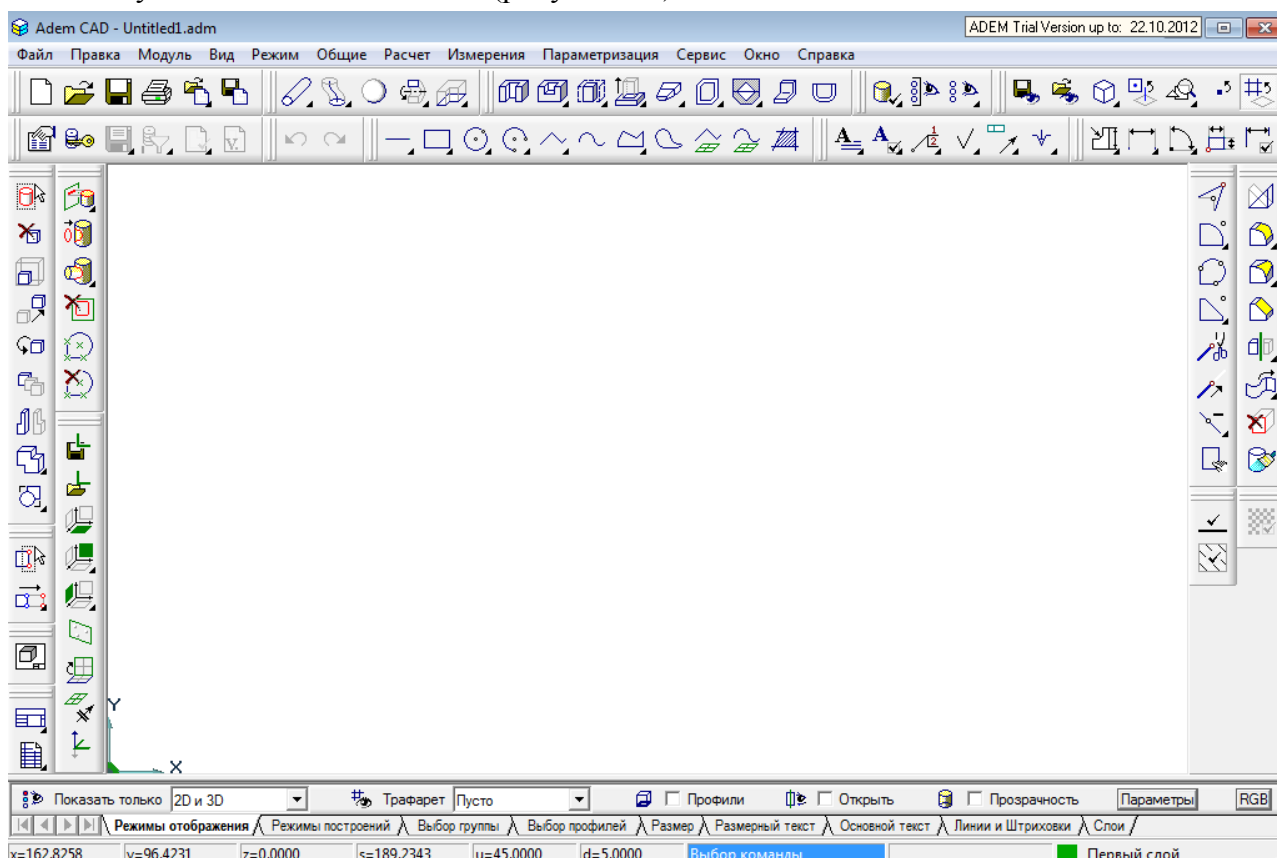 Adem CAD - Untitled1.adm
ADEM Trial Version up to: 22.10.2012
Файл Правка Модуль Вид Режим Общие Расчет Измерения Параметризация Сервис Окно Справка
Y
X
Показать только 2D и 3D Трафарет Пусто Профили Открыть Прозрачность Параметры RGB
Режимы отображения Режимы построений Выбор группы Выбор профилей Размер Размерный текст Основной текст Линии и Штриховки Слои
x=162.8258 y=96.4231 z=0.0000 s=189.2343 u=45.0000 d=5.0000 Выбор команды Первый слой